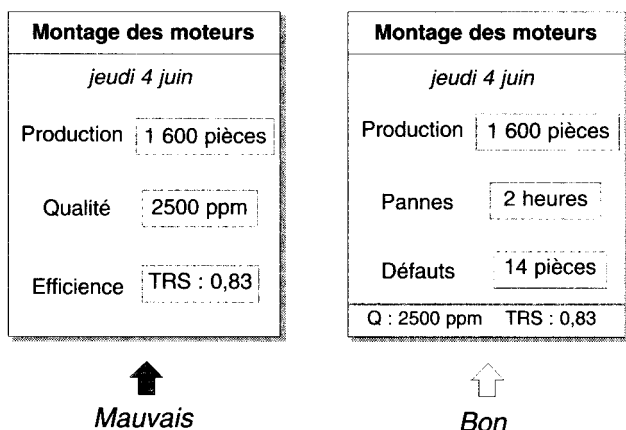 Montage des moteurs
jeudi 4 juin
Production 1 600 pièces
Qualité 2500 ppm
Efficience TRS : 0,83
Mauvais
Montage des moteurs
jeudi 4 juin
Production 1 600 pièces
Pannes 2 heures
Défauts 14 pièces
Q : 2500 ppm TRS : 0,83
Bon